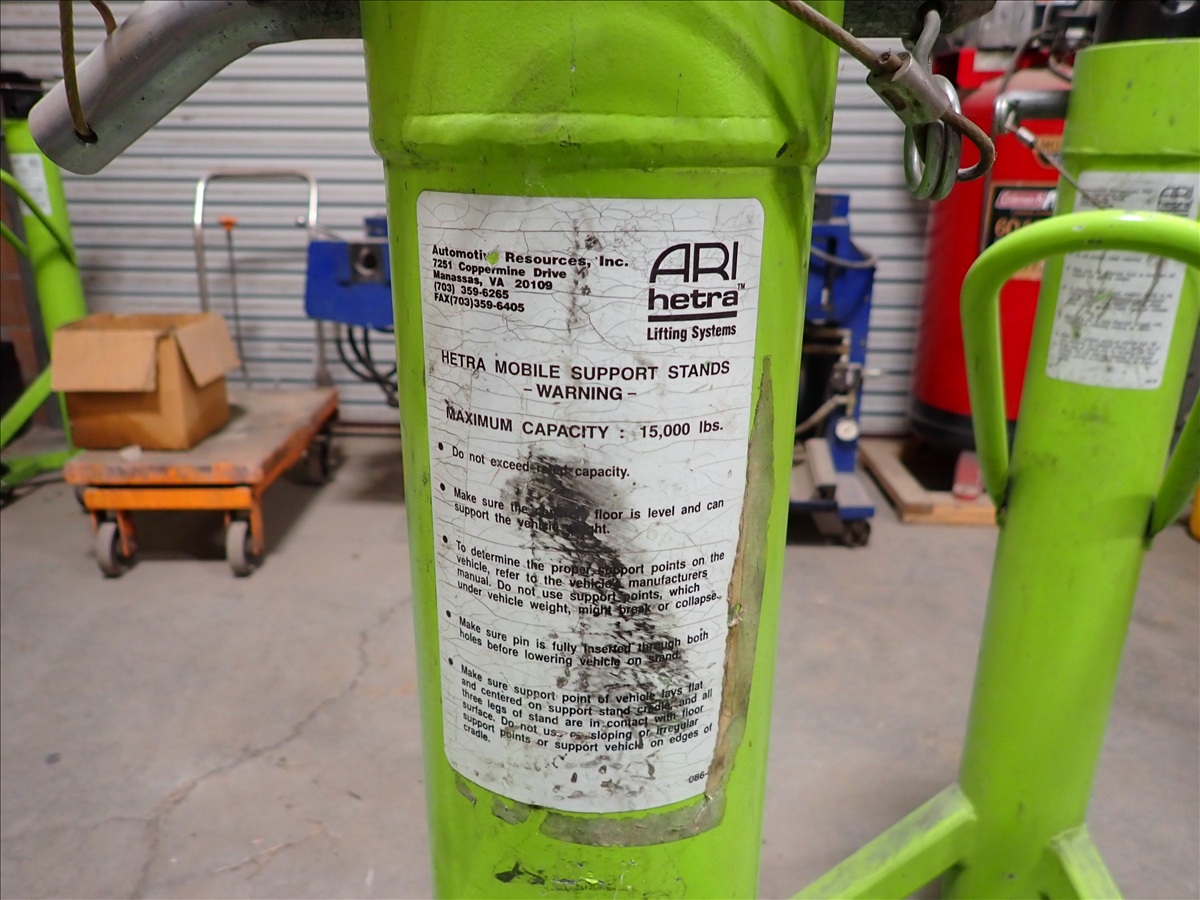 Automotive Resources, Inc.
7251 Coppermine Drive
Manassas, VA 20109
(703) 359-6265
FAX(703)359-6405
ARI
hetra™
Lifting Systems
HETRA MOBILE SUPPORT STANDS
- WARNING -
MAXIMUM CAPACITY : 15,000 lbs.
• Do not exceed rated capacity.
• Make sure the floor is level and can
support the vehicle weight.
• To determine the proper support points on the
vehicle, refer to the vehicle manufacturers
manual. Do not use support points, which
under vehicle weight, might break or collapse.
• Make sure pin is fully inserted through both
holes before lowering vehicle on stand.
• Make sure support point of vehicle lays flat
and centered on support stand cradle and all
three legs of stand are in contact with floor
surface. Do not use on sloping or irregular
support points or support vehicle on edges of
cradle.
086-
ARI
hetra
Coleman
60